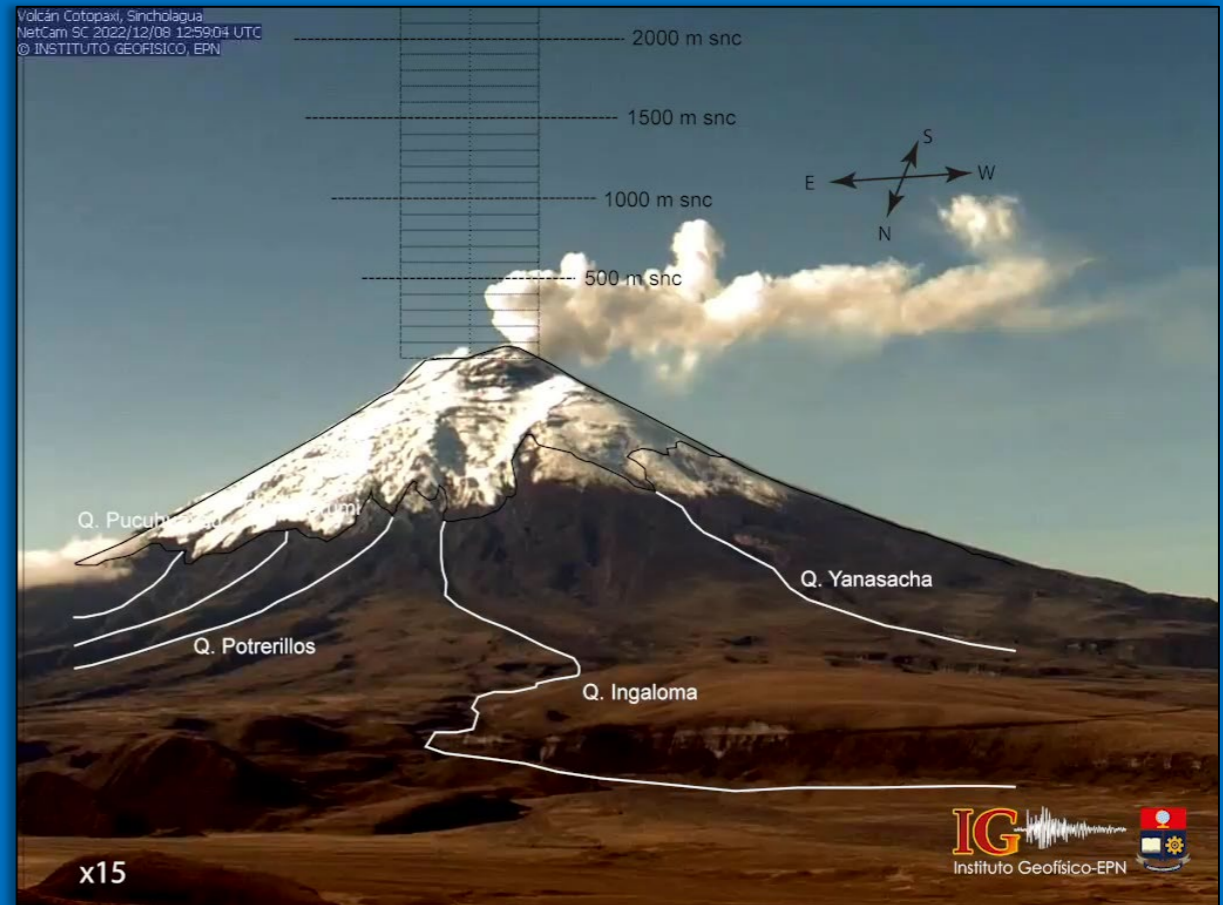 Volcán Cotopaxi, Sincholagua
NetCam SC 2022/12/08 12:59:04 UTC
© INSTITUTO GEOFISICO, EPN
2000 m snc
1500 m snc
S
E
W
1000 m snc
N
500 m snc
Q.
Q. Yanasacha
Q. Potrerillos
Q. Ingaloma
IG
Instituto Geofísico-EPN
x15